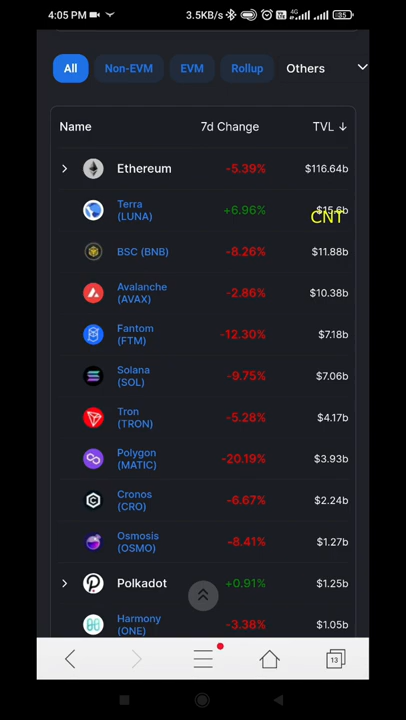 4:05 PM 3.5KB/s 4G 35
All Non-EVM EVM Rollup Others
Name 7d Change TVL ↓
Ethereum -5.39% $116.64b
Terra
(LUNA) +6.96% $15.6b
CNT
BSC (BNB) -8.26% $11.88b
Avalanche
(AVAX) -2.86% $10.38b
Fantom
(FTM) -12.30% $7.18b
Solana
(SOL) -9.75% $7.06b
Tron
(TRON) -5.28% $4.17b
Polygon
(MATIC) -20.19% $3.93b
Cronos
(CRO) -6.67% $2.24b
Osmosis
(OSMO) -8.41% $1.27b
Polkadot +0.91% $1.25b
Harmony
(ONE) -3.38% $1.05b
13